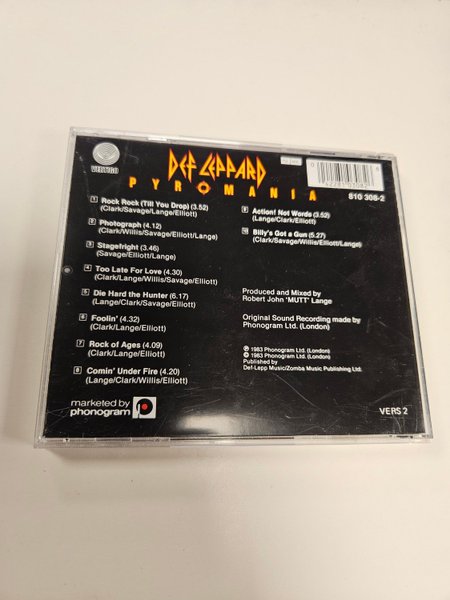 VERTIGO
DEF LEPPARD
PYROMANIA
810 308-2
1 Rock Rock (Till You Drop) (3.52)
(Clark/Savage/Lange/Elliott)
2 Photograph (4.12)
(Clark/Willis/Savage/Elliott/Lange)
3 Stagefright (3.46)
(Savage/Elliott/Lange)
4 Too Late For Love (4.30)
(Clark/Lange/Willis/Savage/Elliott)
5 Die Hard the Hunter (6.17)
(Lange/Clark/Savage/Elliott)
6 Foolin' (4.32)
(Clark/Lange/Elliott)
7 Rock of Ages (4.09)
(Clark/Lange/Elliott)
8 Comin' Under Fire (4.20)
(Lange/Clark/Willis/Elliott)
9 Action! Not Words (3.52)
(Lange/Clark/Elliott)
10 Billy's Got a Gun (5.27)
(Clark/Savage/Willis/Elliott/Lange)
Produced and Mixed by
Robert John 'MUTT' Lange
Original Sound Recording made by
Phonogram Ltd. (London)
℗ 1983 Phonogram Ltd. (London)
© 1983 Phonogram Ltd. (London)
Published by
Def-Lepp Music/Zomba Music Publishing Ltd.
marketed by
phonogram
VERS 2